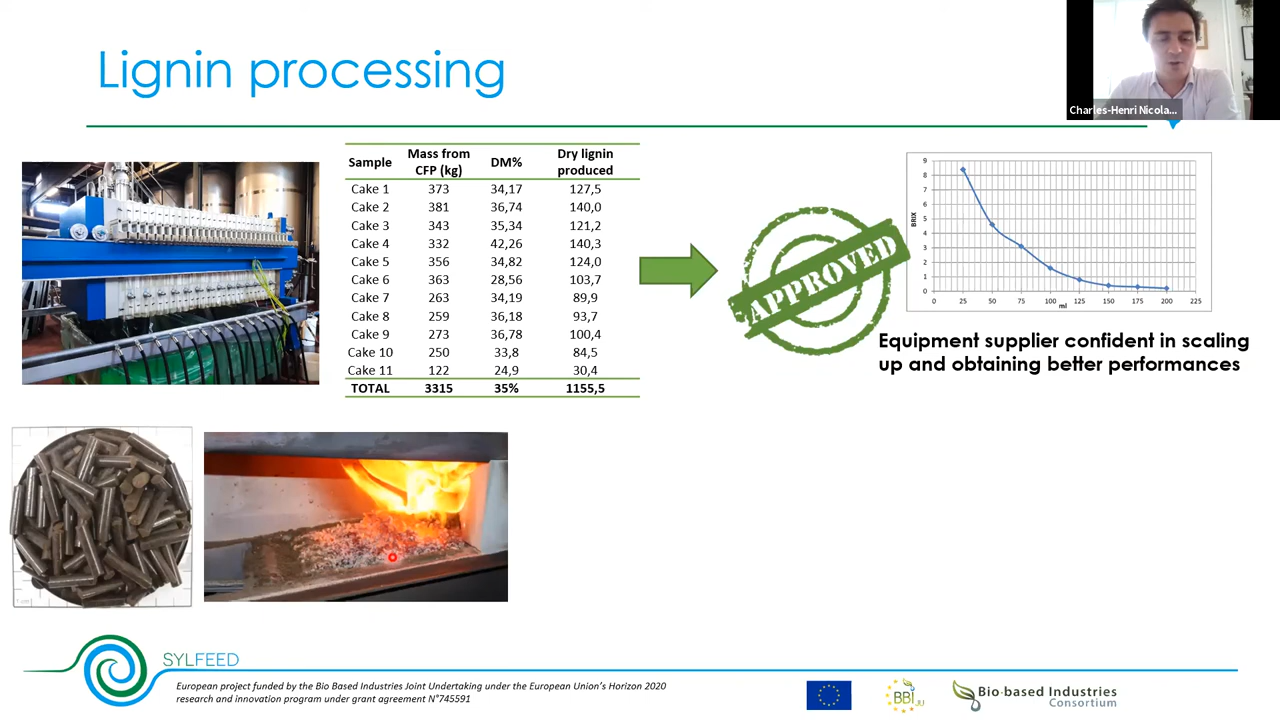 Lignin processing
Charles-Henri Nicola...
Sample Mass from CFP (kg) DM% Dry lignin produced
Cake 1 373 34,17 127,5
Cake 2 381 36,74 140,0
Cake 3 343 35,34 121,2
Cake 4 332 42,26 140,3
Cake 5 356 34,82 124,0
Cake 6 363 28,56 103,7
Cake 7 263 34,19 89,9
Cake 8 259 36,18 93,7
Cake 9 273 36,78 100,4
Cake 10 250 33,8 84,5
Cake 11 122 24,9 30,4
TOTAL 3315 35% 1155,5
APPROVED
9
8
7
6
5
4
3
2
1
0
BRIX
0 25 50 75 100 125 150 175 200 225
ml
Equipment supplier confident in scaling
up and obtaining better performances
1 cm
SYLFEED
European project funded by the Bio Based Industries Joint Undertaking under the European Union's Horizon 2020
research and innovation program under grant agreement N°745591
BBI JU
Bio-based Industries
Consortium